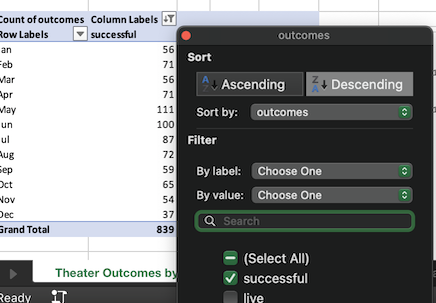 Count of outcomes Column Labels
Row Labels successful
Jan 56
Feb 71
Mar 56
Apr 71
May 111
Jun 100
Jul 87
Aug 72
Sep 59
Oct 65
Nov 54
Dec 37
Grand Total 839
Theater Outcomes by
Ready
outcomes
Sort
A Z Ascending Z A Descending
Sort by: outcomes
Filter
By label: Choose One
By value: Choose One
Search
(Select All)
successful
live